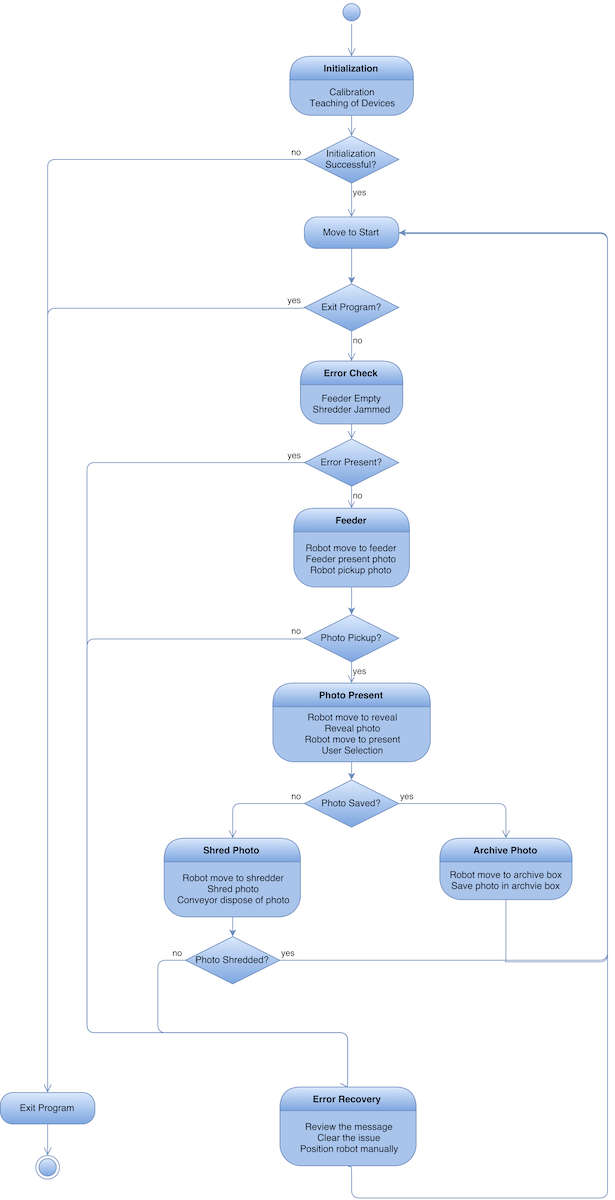 Initialization
Calibration
Teaching of Devices
no
Initialization
Successful?
yes
Move to Start
yes
Exit Program?
no
Error Check
Feeder Empty
Shredder Jammed
yes
Error Present?
no
Feeder
Robot move to feeder
Feeder present photo
Robot pickup photo
no
Photo Pickup?
yes
Photo Present
Robot move to reveal
Reveal photo
Robot move to present
User Selection
no
Photo Saved?
yes
Shred Photo
Robot move to shredder
Shred photo
Conveyor dispose of photo
Archive Photo
Robot move to archive box
Save photo in archvie box
no
Photo Shredded?
yes
Exit Program
Error Recovery
Review the message
Clear the issue
Position robot manually